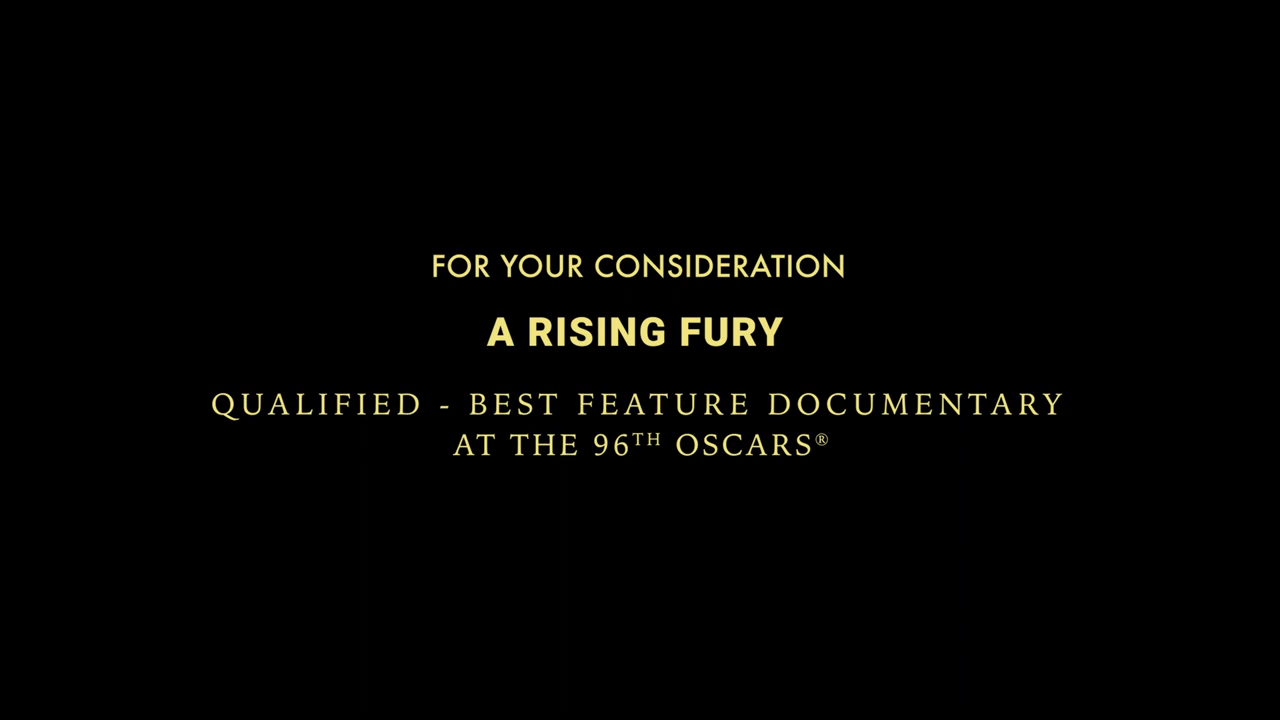 FOR YOUR CONSIDERATION
A RISING FURY
QUALIFIED - BEST FEATURE DOCUMENTARY
AT THE 96TH OSCARS®